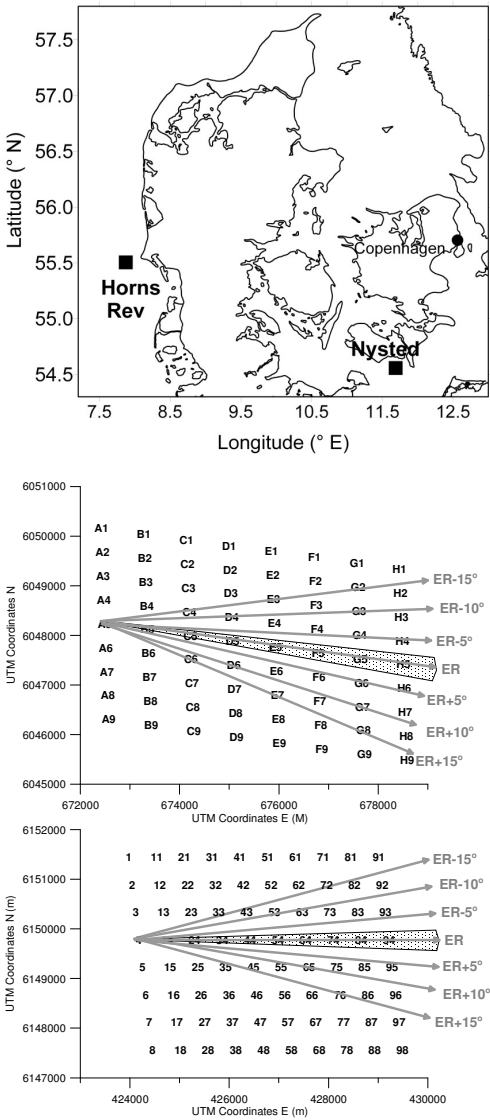 57.5
57.0
56.5
56.0
55.5
55.0
54.5
Latitude (° N)
Copenhagen
Horns
Rev
Nysted
7.5 8.5 9.5 10.5 11.5 12.5
Longitude (° E)
6051000
6050000
6049000
6048000
6047000
6046000
6045000
UTM Coordinates N
A1 B1 C1 D1 E1 F1 G1 H1
A2 B2 C2 D2 E2 F2 G2 H2
A3 B3 C3 D3 E3 F3 G3 H3
A4 B4 C4 D4 E4 F4 G4 H4
C5 D5 E5 F5 G5 H5
A6 B6 C6 D6 E6 F6 G6 H6
A7 B7 C7 D7 E7 F7 G7 H7
A8 B8 C8 D8 E8 F8 G8 H8
A9 B9 C9 D9 E9 F9 G9 H9
ER-15°
ER-10°
ER-5°
ER
ER+5°
ER+10°
ER+15°
672000 674000 676000 678000
UTM Coordinates E (M)
6152000
6151000
6150000
6149000
6148000
6147000
UTM Coordinates N (m)
1 11 21 31 41 51 61 71 81 91
2 12 22 32 42 52 62 72 82 92
3 13 23 33 43 53 63 73 83 93
5 15 25 35 45 55 65 75 85 95
6 16 26 36 46 56 66 76 86 96
7 17 27 37 47 57 67 77 87 97
8 18 28 38 48 58 68 78 88 98
ER-15°
ER-10°
ER-5°
ER
ER+5°
ER+10°
ER+15°
424000 426000 428000 430000
UTM Coordinates E (m)